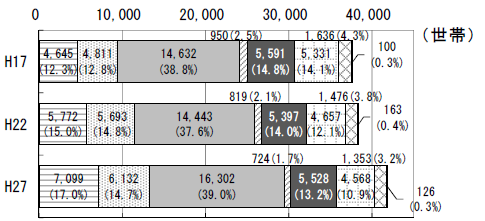 0 10,000 20,000 30,000 40,000
(世帯)
950(2.5%) 1,636(4.3%)
H17 4,645 4,811 14,632 5,591 5,331 100
(12.3%) (12.8%) (38.8%) (14.8%) (14.1%) (0.3%)
819(2.1%) 1,476(3.8%)
H22 5,772 5,693 14,443 5,397 4,657 163
(15.0%) (14.8%) (37.6%) (14.0%) (12.1%) (0.4%)
724(1.7%) 1,353(3.2%)
H27 7,099 6,132 16,302 5,528 4,568 126
(17.0%) (14.7%) (39.0%) (13.2%) (10.9%) (0.3%)